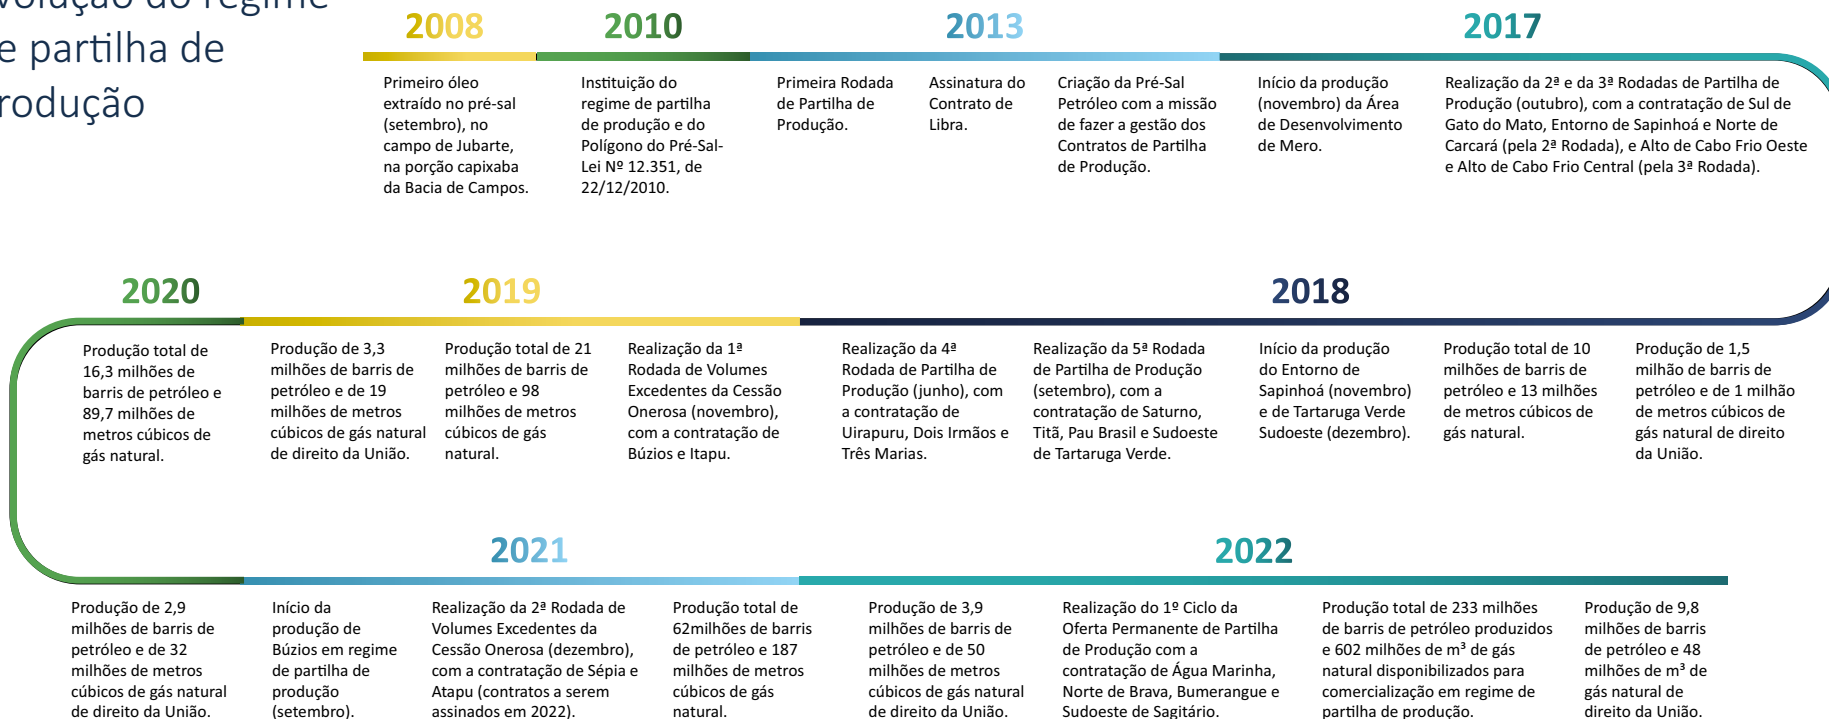 volução do regime
e partilha de
rodução
2008
Primeiro óleo
extraído no pré-sal
(setembro), no
campo de Jubarte,
na porção capixaba
da Bacia de Campos.
2010
Instituição do
regime de partilha
de produção e do
Polígono do Pré-Sal-
Lei Nº 12.351, de
22/12/2010.
2013
Primeira Rodada
de Partilha de
Produção.
Assinatura do
Contrato de
Libra.
Criação da Pré-Sal
Petróleo com a missão
de fazer a gestão dos
Contratos de Partilha
de Produção.
2017
Início da produção
(novembro) da Área
de Desenvolvimento
de Mero.
Realização da 2ª e da 3ª Rodadas de Partilha de
Produção (outubro), com a contratação de Sul de
Gato do Mato, Entorno de Sapinhoá e Norte de
Carcará (pela 2ª Rodada), e Alto de Cabo Frio Oeste
e Alto de Cabo Frio Central (pela 3ª Rodada).
2020
Produção total de
16,3 milhões de
barris de petróleo e
89,7 milhões de
metros cúbicos de
gás natural.
2019
Produção de 3,3
milhões de barris de
petróleo e de 19
milhões de metros
cúbicos de gás natural
de direito da União.
Produção total de 21
milhões de barris de
petróleo e 98
milhões de metros
cúbicos de gás
natural.
Realização da 1ª
Rodada de Volumes
Excedentes da Cessão
Onerosa (novembro),
com a contratação de
Búzios e Itapu.
2018
Realização da 4ª
Rodada de Partilha de
Produção (junho), com
a contratação de
Uirapuru, Dois Irmãos e
Três Marias.
Realização da 5ª Rodada
de Partilha de Produção
(setembro), com a
contratação de Saturno,
Titã, Pau Brasil e Sudoeste
de Tartaruga Verde.
Início da produção
do Entorno de
Sapinhoá (novembro)
e de Tartaruga Verde
Sudoeste (dezembro).
Produção total de 10
milhões de barris de
petróleo e 13 milhões
de metros cúbicos de
gás natural.
Produção de 1,5
milhão de barris de
petróleo e de 1 milhão
de metros cúbicos de
gás natural de direito
da União.
Produção de 2,9
milhões de barris de
petróleo e de 32
milhões de metros
cúbicos de gás natural
de direito da União.
2021
Início da
produção de
Búzios em regime
de partilha de
produção
(setembro).
Realização da 2ª Rodada de
Volumes Excedentes da
Cessão Onerosa (dezembro),
com a contratação de Sépia e
Atapu (contratos a serem
assinados em 2022).
Produção total de
62milhões de barris
de petróleo e 187
milhões de metros
cúbicos de gás
natural.
2022
Produção de 3,9
milhões de barris de
petróleo e de 50
milhões de metros
cúbicos de gás natural
de direito da União.
Realização do 1º Ciclo da
Oferta Permanente de Partilha
de Produção com a
contratação de Água Marinha,
Norte de Brava, Bumerangue e
Sudoeste de Sagitário.
Produção total de 233 milhões
de barris de petróleo produzidos
e 602 milhões de m³ de gás
natural disponibilizados para
comercialização em regime de
partilha de produção.
Produção de 9,8
milhões de barris
de petróleo e 48
milhões de m³ de
gás natural de
direito da União.